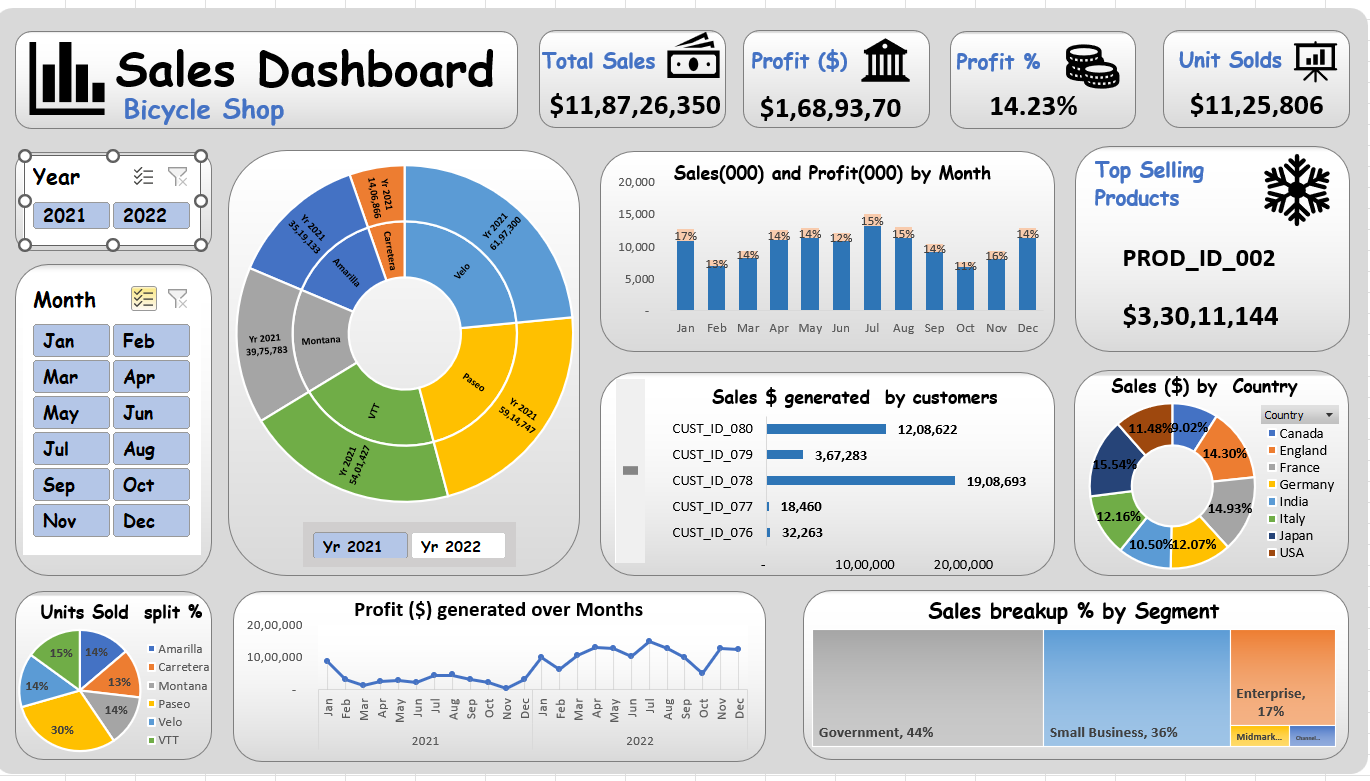 Sales Dashboard
Bicycle Shop
Total Sales
$11,87,26,350
Profit ($)
$1,68,93,70
Profit %
14.23%
Unit Solds
$11,25,806
Year
2021 2022
Month
Jan Feb
Mar Apr
May Jun
Jul Aug
Sep Oct
Nov Dec
Velo
Yr 2021
61,97,300
Paseo
Yr 2021
59,14,747
VTT
Yr 2021
54,01,427
Montana
Yr 2021
39,75,783
Amarilla
Yr 2021
35,19,133
Carretera
Yr 2021
14,06,866
Yr 2021 Yr 2022
Sales(000) and Profit(000) by Month
20,000
15,000
10,000
5,000
-
17% 13% 14% 14% 14% 12% 15% 15% 14% 11% 16% 14%
Jan Feb Mar Apr May Jun Jul Aug Sep Oct Nov Dec
Top Selling
Products
PROD_ID_002
$3,30,11,144
Sales $ generated by customers
CUST_ID_080 12,08,622
CUST_ID_079 3,67,283
CUST_ID_078 19,08,693
CUST_ID_077 18,460
CUST_ID_076 32,263
- 10,00,000 20,00,000
Sales ($) by Country
9.02%
14.30%
14.93%
12.07%
10.50%
12.16%
15.54%
11.48%
Country
Canada
England
France
Germany
India
Italy
Japan
USA
Units Sold split %
14%
13%
14%
30%
14%
15%
Amarilla
Carretera
Montana
Paseo
Velo
VTT
Profit ($) generated over Months
20,00,000
10,00,000
-
Jan Feb Mar Apr May Jun Jul Aug Sep Oct Nov Dec Jan Feb Mar Apr May Jun Jul Aug Sep Oct Nov Dec
2021 2022
Sales breakup % by Segment
Government, 44%
Small Business, 36%
Enterprise,
17%
Midmark...
Channel...